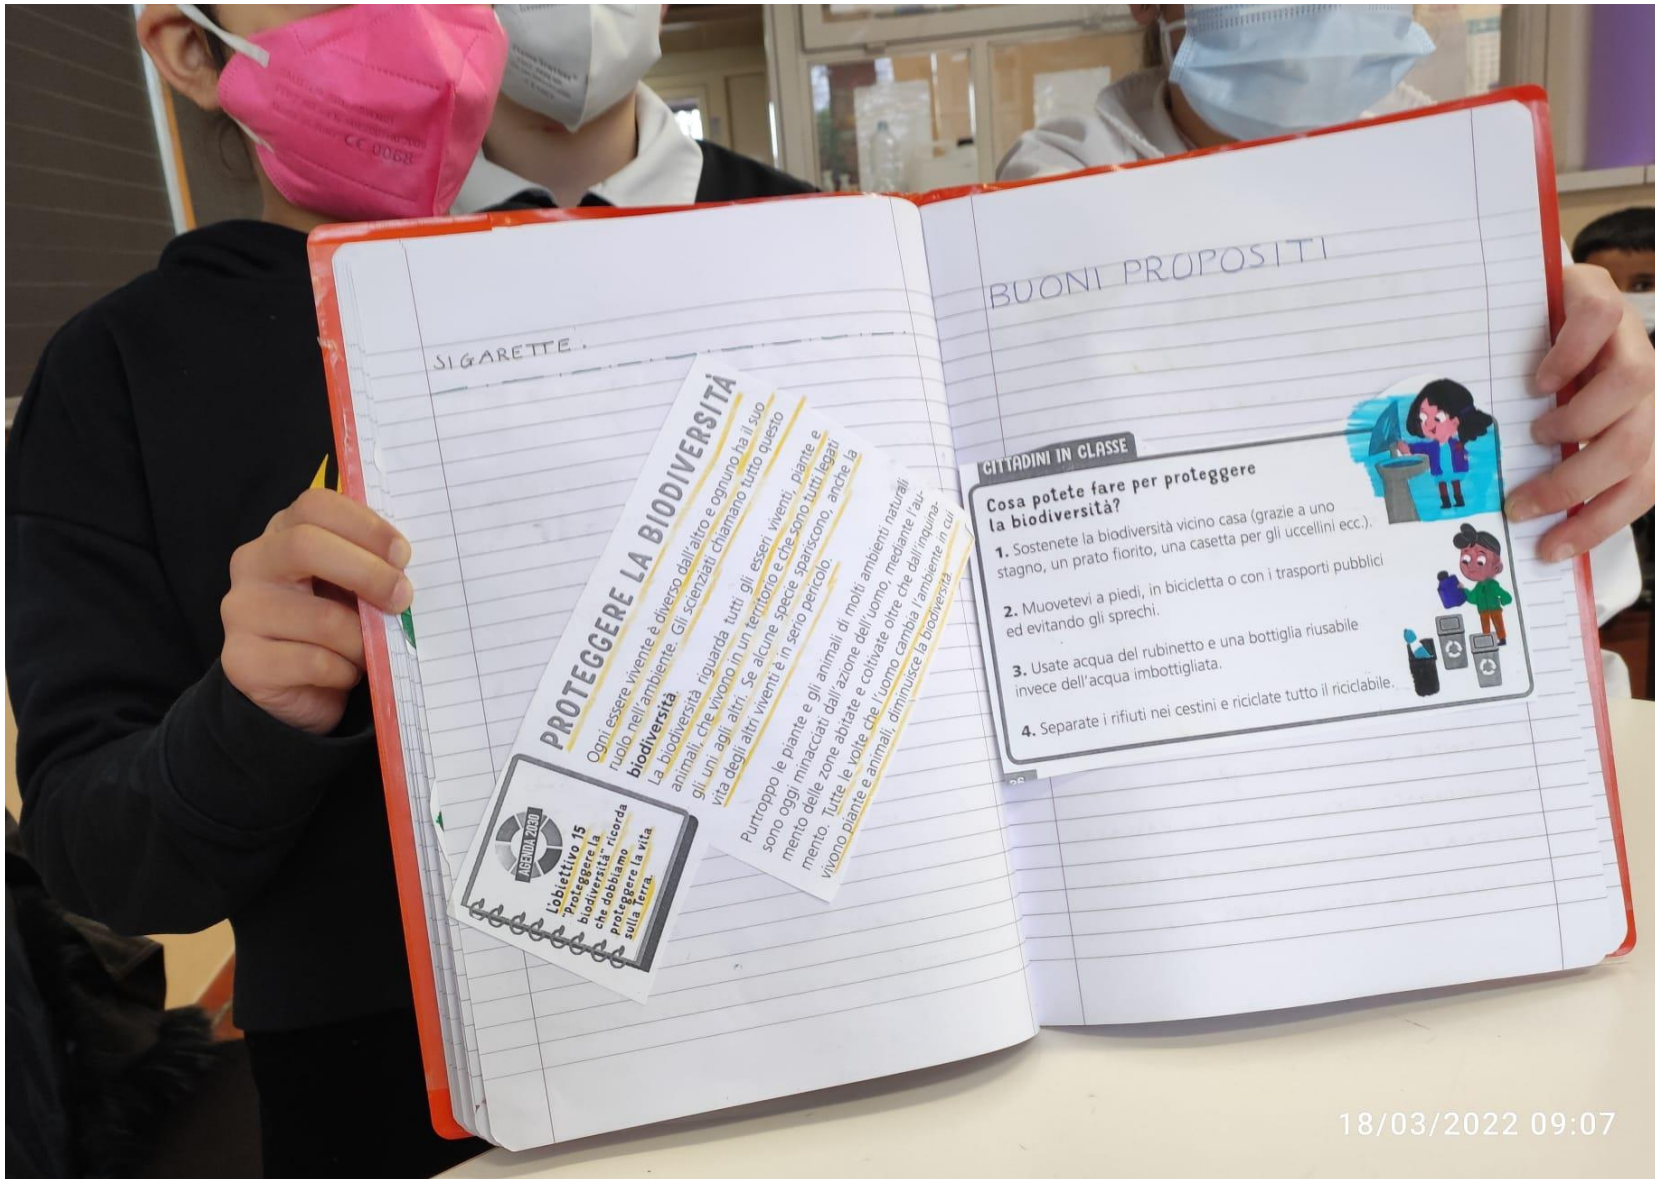 CE 0068
SIGARETTE.
PROTEGGERE LA BIODIVERSITÀ
Ogni essere vivente è diverso dall'altro e ognuno ha il suo
ruolo nell'ambiente. Gli scienziati chiamano tutto questo
biodiversità.
La biodiversità riguarda tutti gli esseri viventi, piante e
animali, che vivono in un territorio e che sono tutti legati
gli uni agli altri. Se alcune specie spariscono, anche la
vita degli altri viventi è in serio pericolo.
Purtroppo le piante e gli animali di molti ambienti naturali
sono oggi minacciati dall'azione dell'uomo, mediante l'au-
mento delle zone abitate e coltivate oltre che dall'inquina-
mento. Tutte le volte che l'uomo cambia l'ambiente in cui
vivono piante e animali, diminuisce la biodiversità.
AGENDA 2030
L'obiettivo 15
"Proteggere la
biodiversità" ricorda
che dobbiamo
proteggere la vita
sulla Terra.
BUONI PROPOSITI
CITTADINI IN CLASSE
Cosa potete fare per proteggere
la biodiversità?
1. Sostenete la biodiversità vicino casa (grazie a uno
stagno, un prato fiorito, una casetta per gli uccellini ecc.).
2. Muovetevi a piedi, in bicicletta o con i trasporti pubblici
ed evitando gli sprechi.
3. Usate acqua del rubinetto e una bottiglia riusabile
invece dell'acqua imbottigliata.
4. Separate i rifiuti nei cestini e riciclate tutto il riciclabile.
18/03/2022 09:07